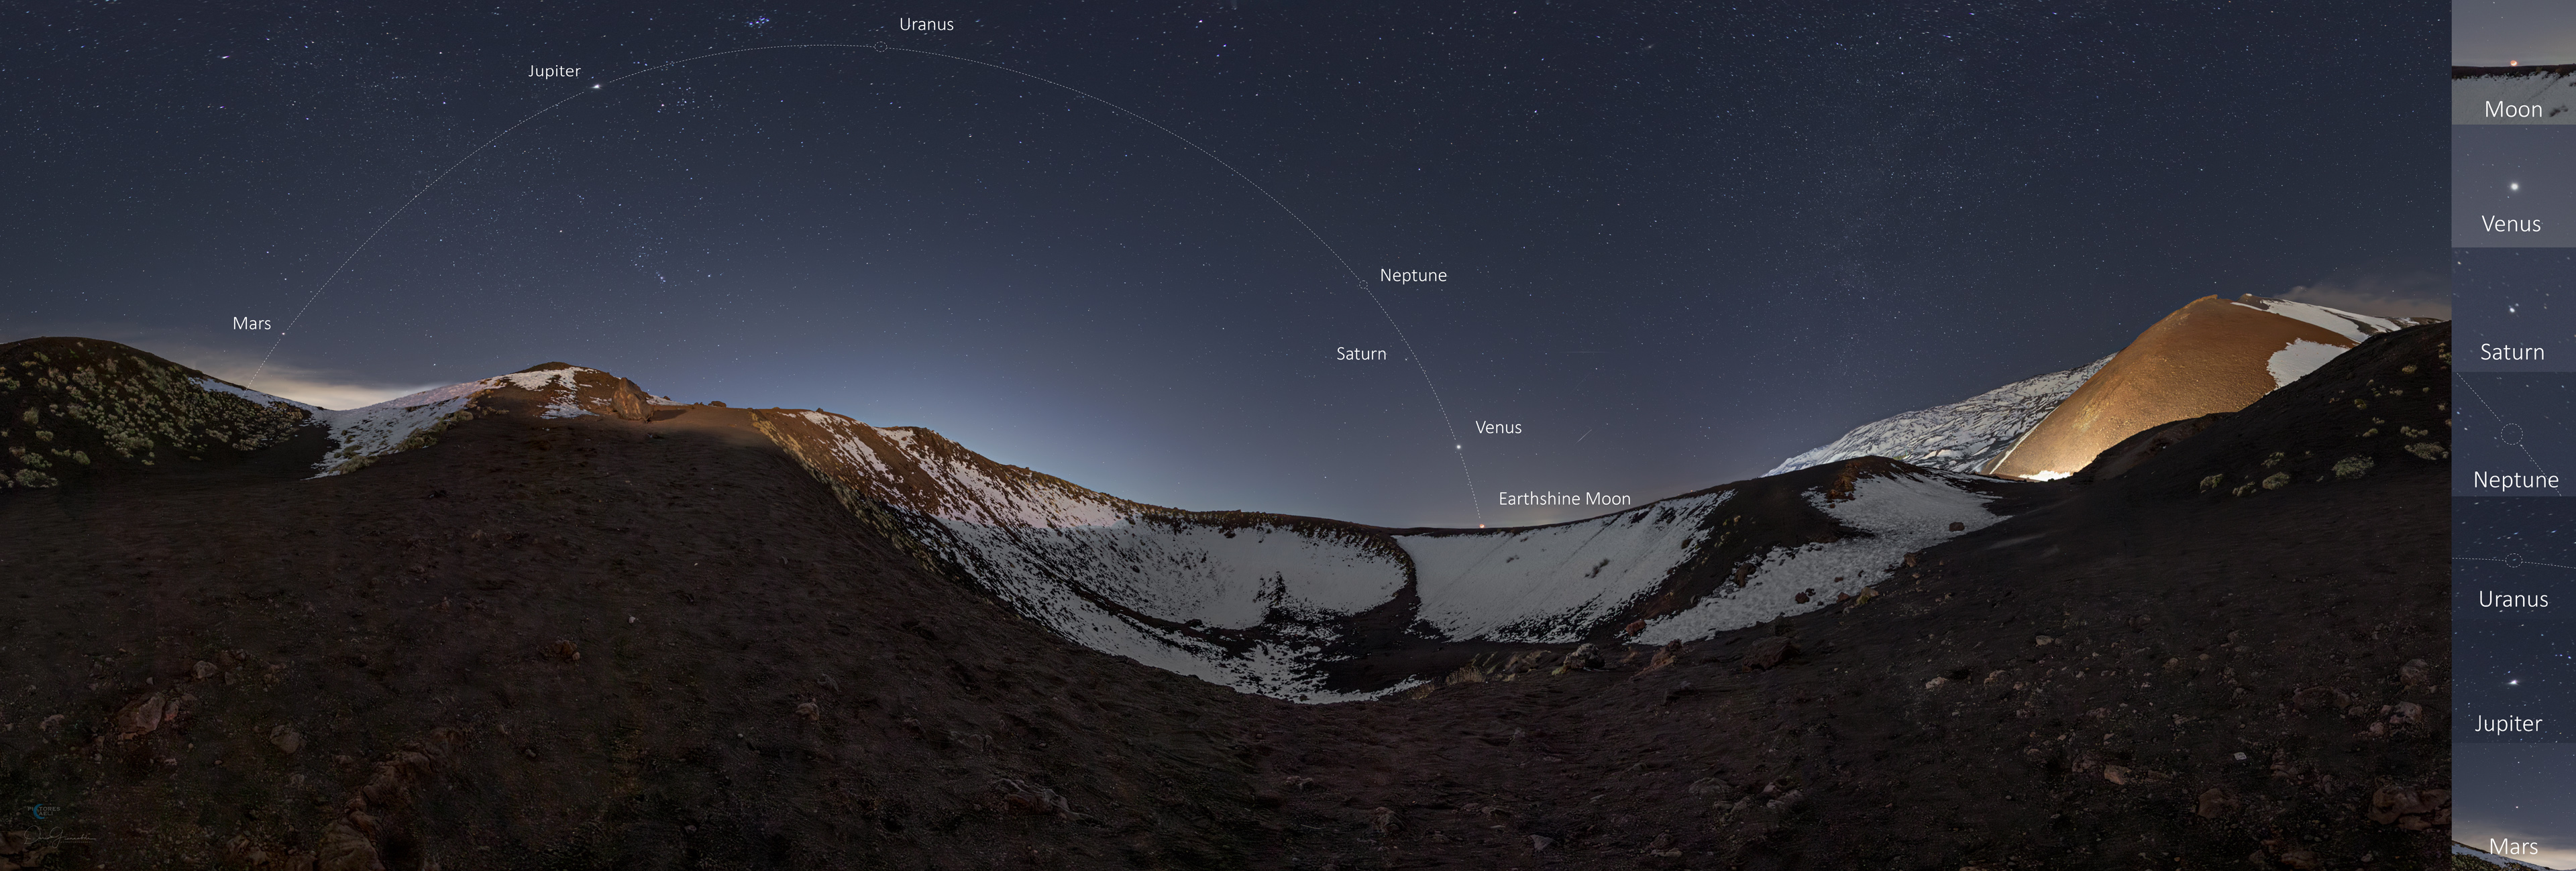 Uranus
Jupiter
Neptune
Mars
Saturn
Venus
Earthshine Moon
Moon
Venus
Saturn
Neptune
Uranus
Jupiter
Mars